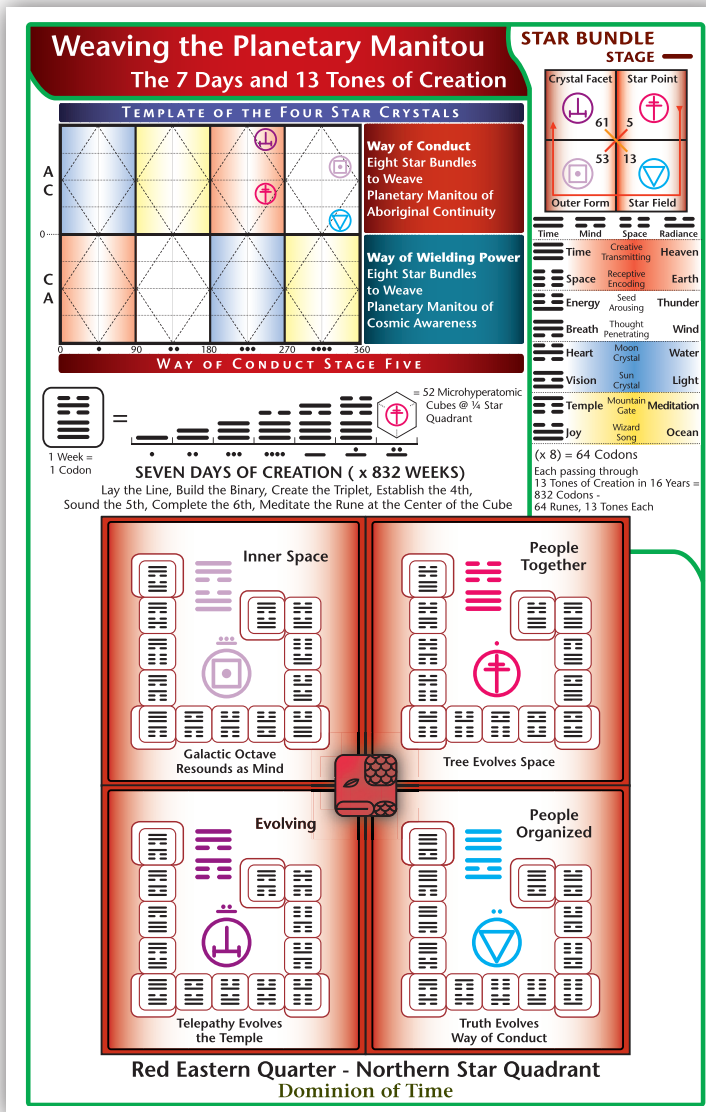 Weaving the Planetary Manitou
The 7 Days and 13 Tones of Creation
STAR BUNDLE
STAGE
Crystal Facet
Star Point
61
5
53
13
Outer Form
Star Field
TEMPLATE OF THE FOUR STAR CRYSTALS
A
C
0
C
A
0
90
180
270
360
Way of Conduct
Eight Star Bundles
to Weave
Planetary Manitou of
Aboriginal Continuity
Way of Wielding Power
Eight Star Bundles
to Weave
Planetary Manitou of
Cosmic Awareness
WAY OF CONDUCT STAGE FIVE
Time Mind Space Radiance
Time Creative Transmitting Heaven
Space Receptive Encoding Earth
Energy Seed Arousing Thunder
Breath Thought Penetrating Wind
Heart Moon Crystal Water
Vision Sun Crystal Light
Temple Mountain Gate Meditation
Joy Wizard Song Ocean
(x 8) = 64 Codons
Each passing through
13 Tones of Creation in 16 Years =
832 Codons -
64 Runes, 13 Tones Each
=
1 Week =
1 Codon
= 52 Microhyperatomic
Cubes @ ¼ Star
Quadrant
SEVEN DAYS OF CREATION ( x 832 WEEKS)
Lay the Line, Build the Binary, Create the Triplet, Establish the 4th,
Sound the 5th, Complete the 6th, Meditate the Rune at the Center of the Cube
Inner Space
Galactic Octave
Resounds as Mind
People
Together
Tree Evolves Space
Evolving
Telepathy Evolves
the Temple
People
Organized
Truth Evolves
Way of Conduct
Red Eastern Quarter - Northern Star Quadrant
Dominion of Time